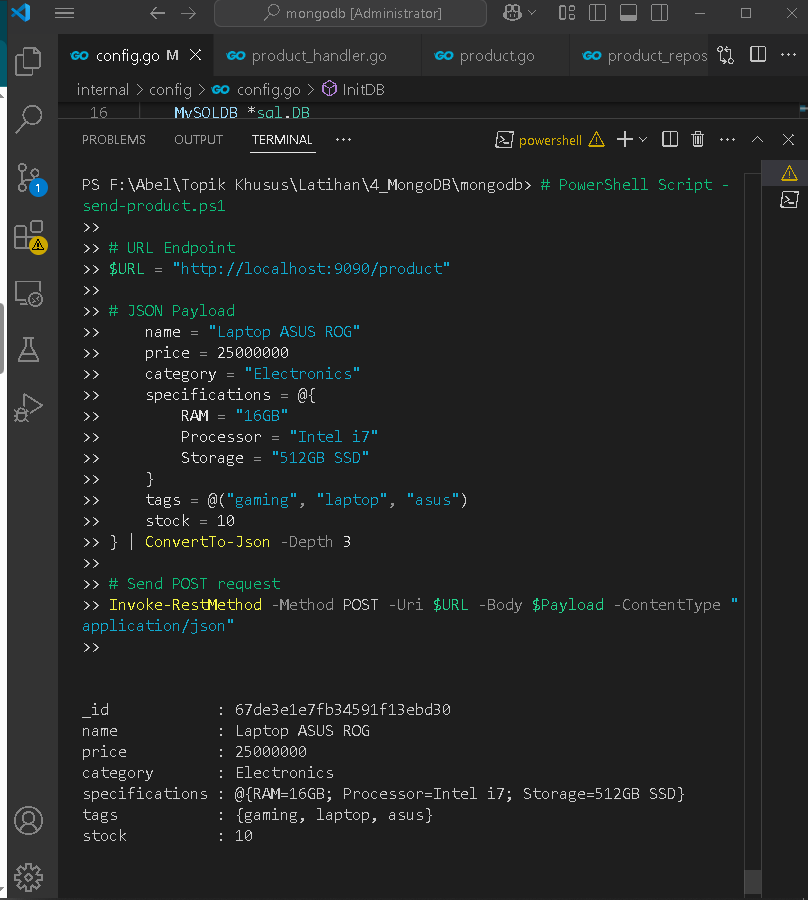 mongodb [Administrator]
config.go M
product_handler.go
product.go
product_repos
internal > config > config.go > InitDB
16 MySQLDB *sql.DB
PROBLEMS OUTPUT TERMINAL ...
powershell
1
PS F:\Abel\Topik Khusus\Latihan\4_MongoDB\mongodb> # PowerShell Script -
send-product.ps1
>>
>> # URL Endpoint
>> $URL = "http://localhost:9090/product"
>>
>> # JSON Payload
>>     name = "Laptop ASUS ROG"
>>     price = 25000000
>>     category = "Electronics"
>>     specifications = @{
>>         RAM = "16GB"
>>         Processor = "Intel i7"
>>         Storage = "512GB SSD"
>>     }
>>     tags = @("gaming", "laptop", "asus")
>>     stock = 10
>> } | ConvertTo-Json -Depth 3
>>
>> # Send POST request
>> Invoke-RestMethod -Method POST -Uri $URL -Body $Payload -ContentType "
application/json"
>>
_id            : 67de3e1e7fb34591f13ebd30
name           : Laptop ASUS ROG
price          : 25000000
category       : Electronics
specifications : @{RAM=16GB; Processor=Intel i7; Storage=512GB SSD}
tags           : {gaming, laptop, asus}
stock          : 10